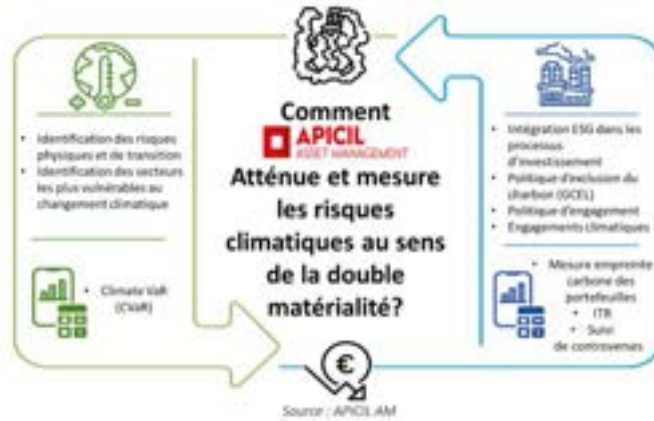 Comment
APICIL
ASSET MANAGEMENT
Atténue et mesure
les risques
climatiques au sens
de la double
matérialité?
• Identification des risques
physiques et de transition
• Identification des secteurs
les plus vulnérables au
changement climatique
• Climate VaR
(CVaR)
• Intégration ESG dans les
processus
d'investissement
• Politique d'exclusion du
charbon (GCEL)
• Politique d'engagement
• Engagements climatiques
• Mesure empreinte
carbone des
portefeuilles
• ITR
• Suivi
de controverses
€
Source : APICIL AM